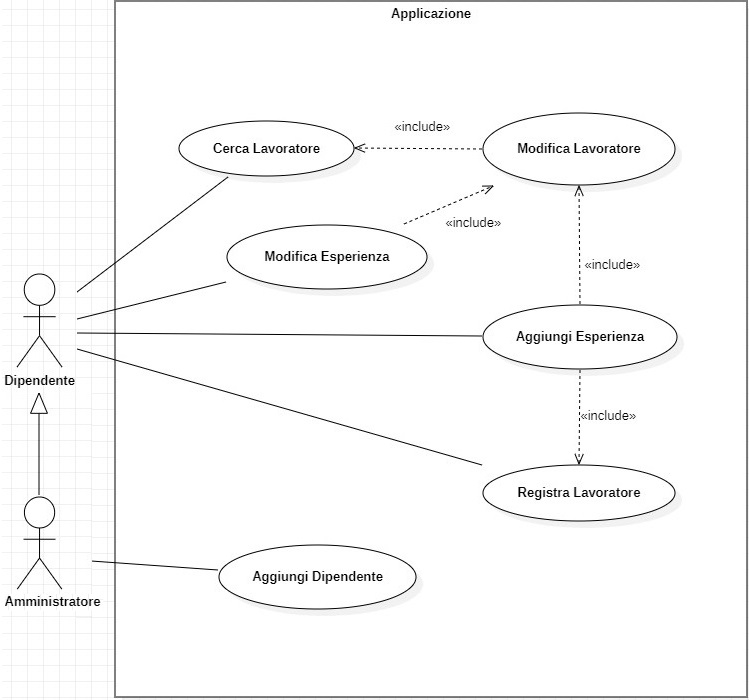 Applicazione
«include»
Cerca Lavoratore
Modifica Lavoratore
«include»
Modifica Esperienza
«include»
Aggiungi Esperienza
Dipendente
«include»
Registra Lavoratore
Aggiungi Dipendente
Amministratore